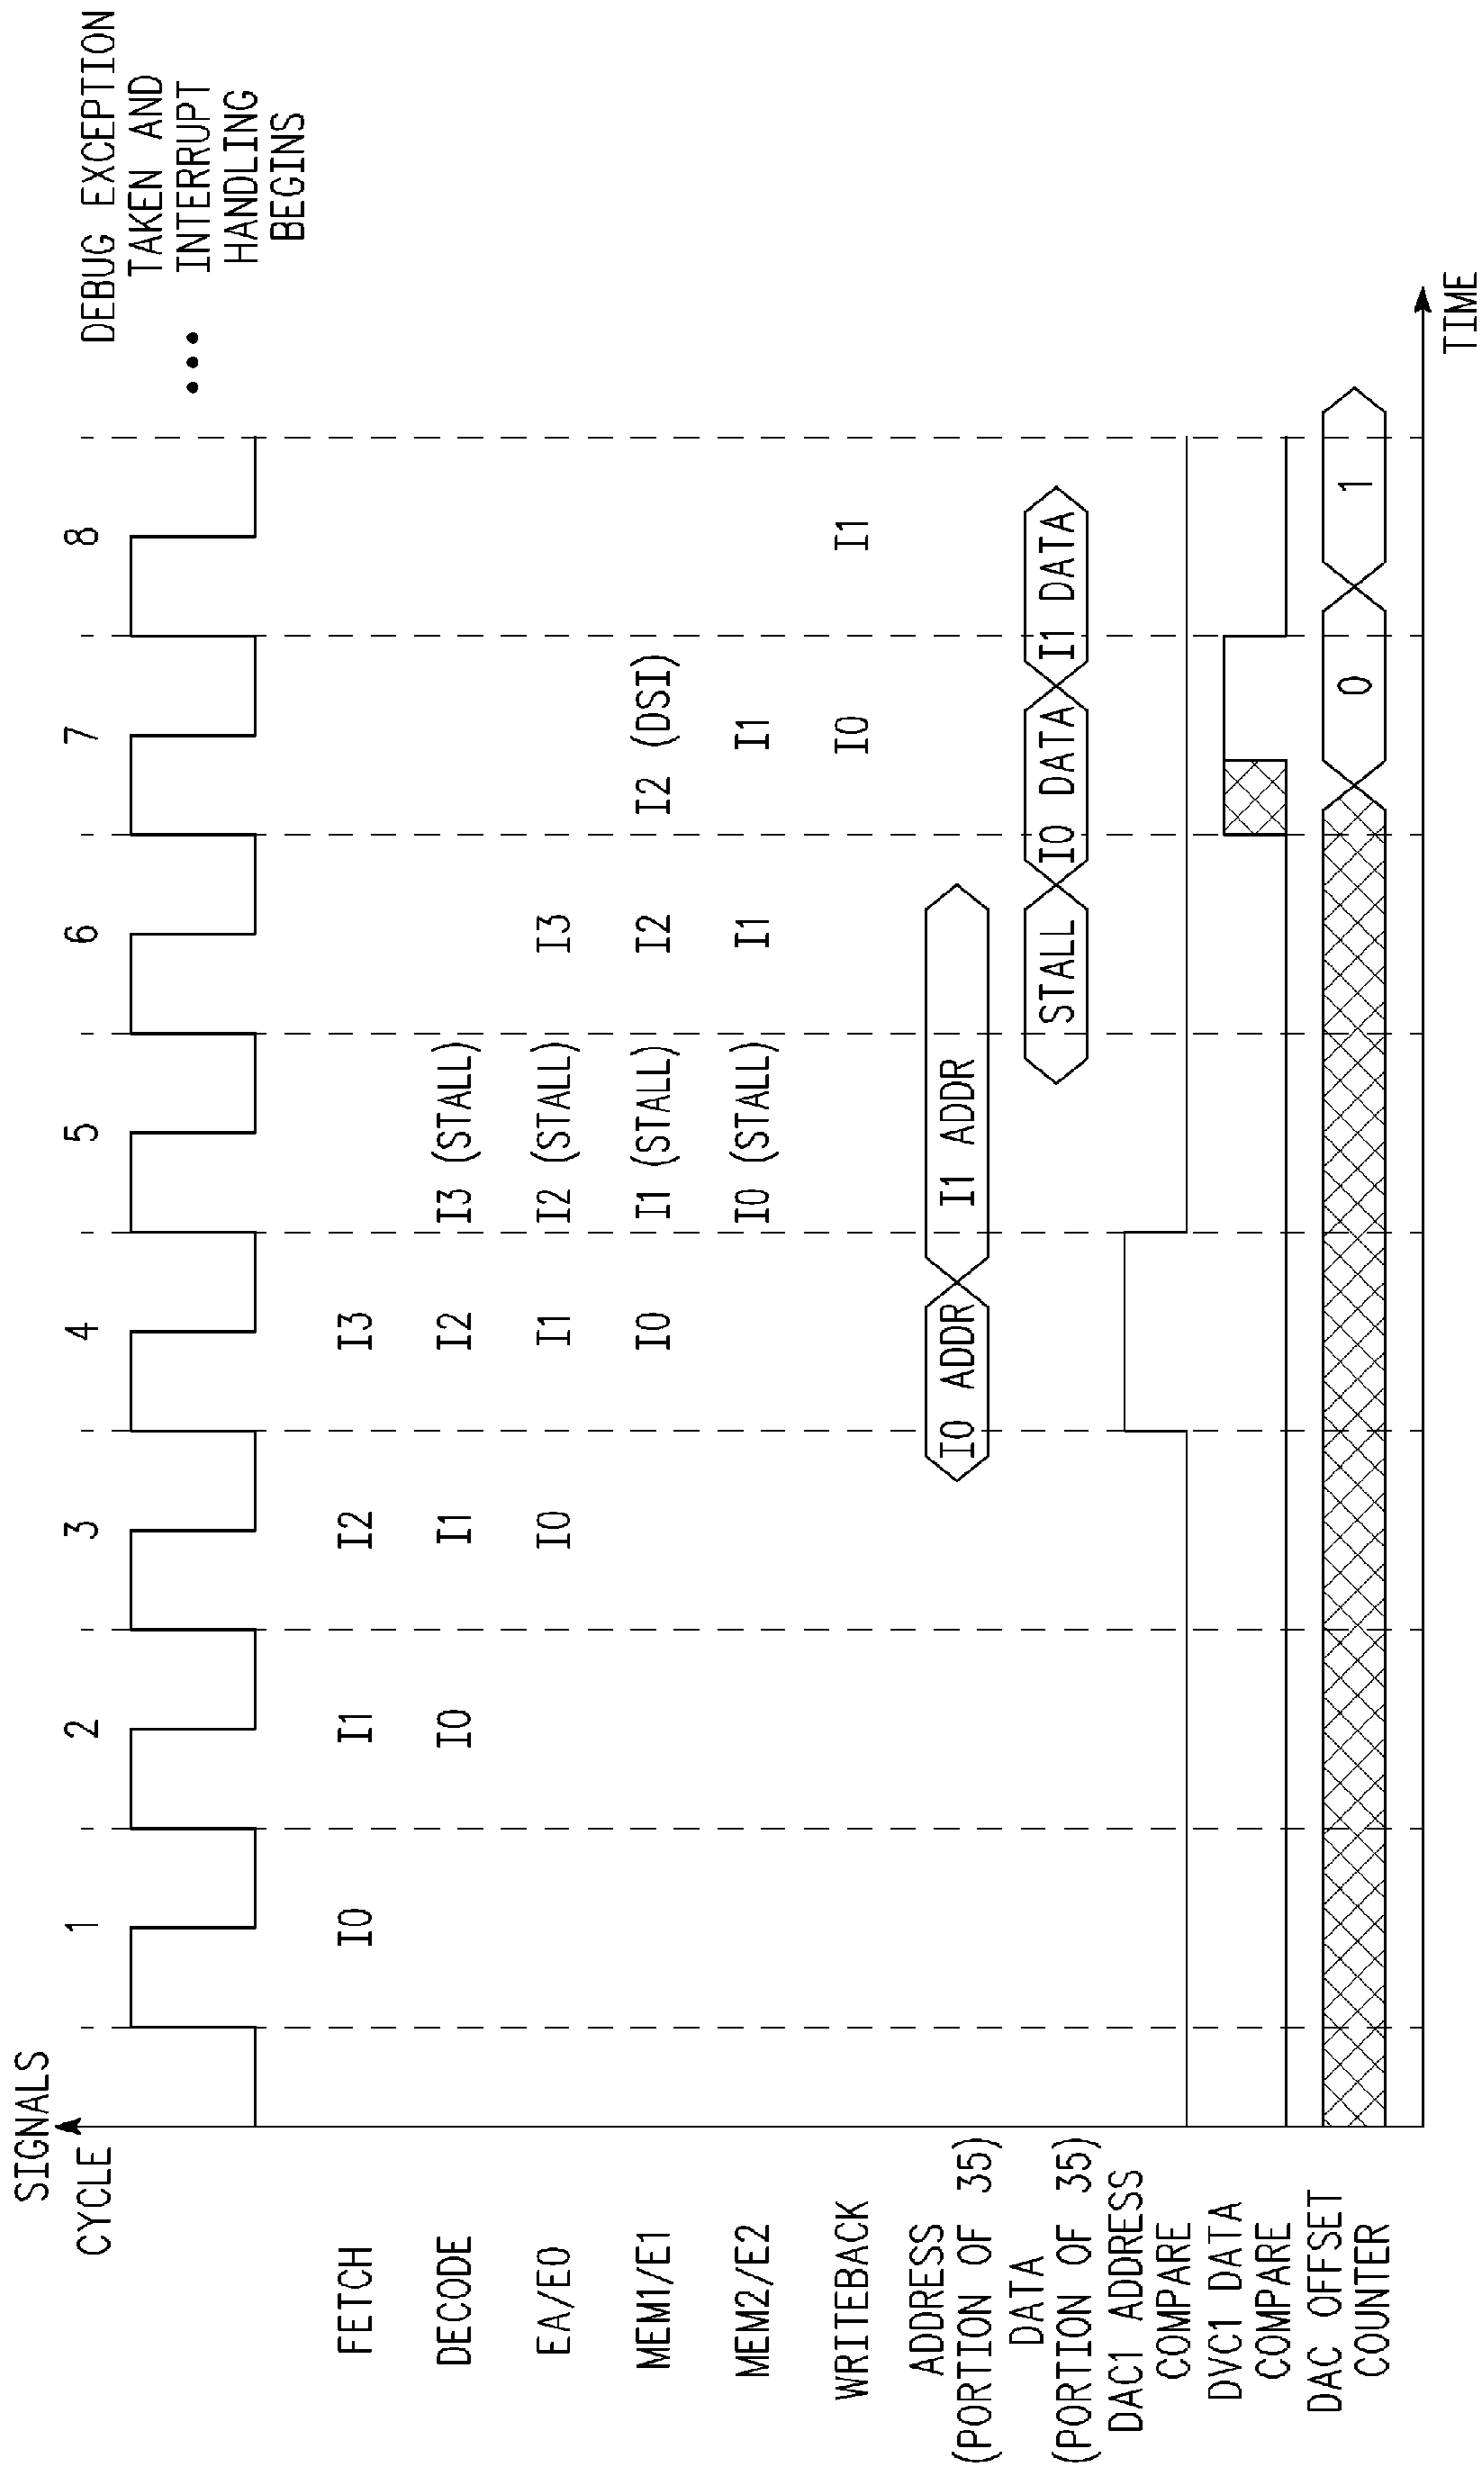 SIGNALS
CYCLE 1 2 3 4 5 6 7 8
DEBUG EXCEPTION
TAKEN AND
INTERRUPT
HANDLING
BEGINS
•••
FETCH I0 I1 I2 I3
DECODE I0 I1 I2 I3 (STALL)
EA/E0 I0 I1 I2 (STALL) I3
MEM1/E1 I0 I1 (STALL) I2 I2 (DSI)
MEM2/E2 I0 (STALL) I1 I1
WRITEBACK I0 I1
ADDRESS
(PORTION OF 35) I0 ADDR I1 ADDR
DATA
(PORTION OF 35) STALL I0 DATA I1 DATA
DAC1 ADDRESS
COMPARE
DVC1 DATA
COMPARE
DAC OFFSET
COUNTER 0 1
TIME